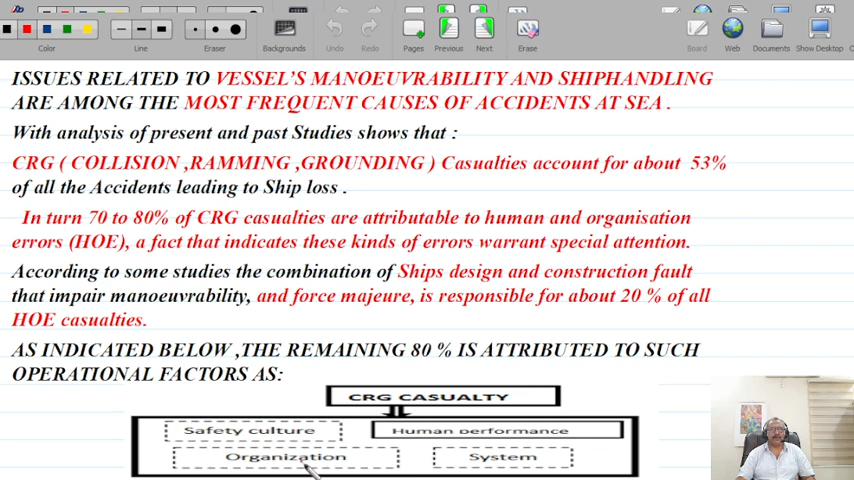 Color
Line
Eraser
Backgrounds
Undo
Redo
Pages
Previous
Next
Erase
Board
Web
Documents
Show Desktop
ISSUES RELATED TO VESSEL'S MANOEUVRABILITY AND SHIPHANDLING
ARE AMONG THE MOST FREQUENT CAUSES OF ACCIDENTS AT SEA .
With analysis of present and past Studies shows that :
CRG ( COLLISION ,RAMMING ,GROUNDING ) Casualties account for about 53%
of all the Accidents leading to Ship loss .
In turn 70 to 80% of CRG casualties are attributable to human and organisation
errors (HOE), a fact that indicates these kinds of errors warrant special attention.
According to some studies the combination of Ships design and construction fault
that impair manoeuvrability, and force majeure, is responsible for about 20 % of all
HOE casualties.
AS INDICATED BELOW ,THE REMAINING 80 % IS ATTRIBUTED TO SUCH
OPERATIONAL FACTORS AS:
CRG CASUALTY
Safety culture
Human performance
Organization
System